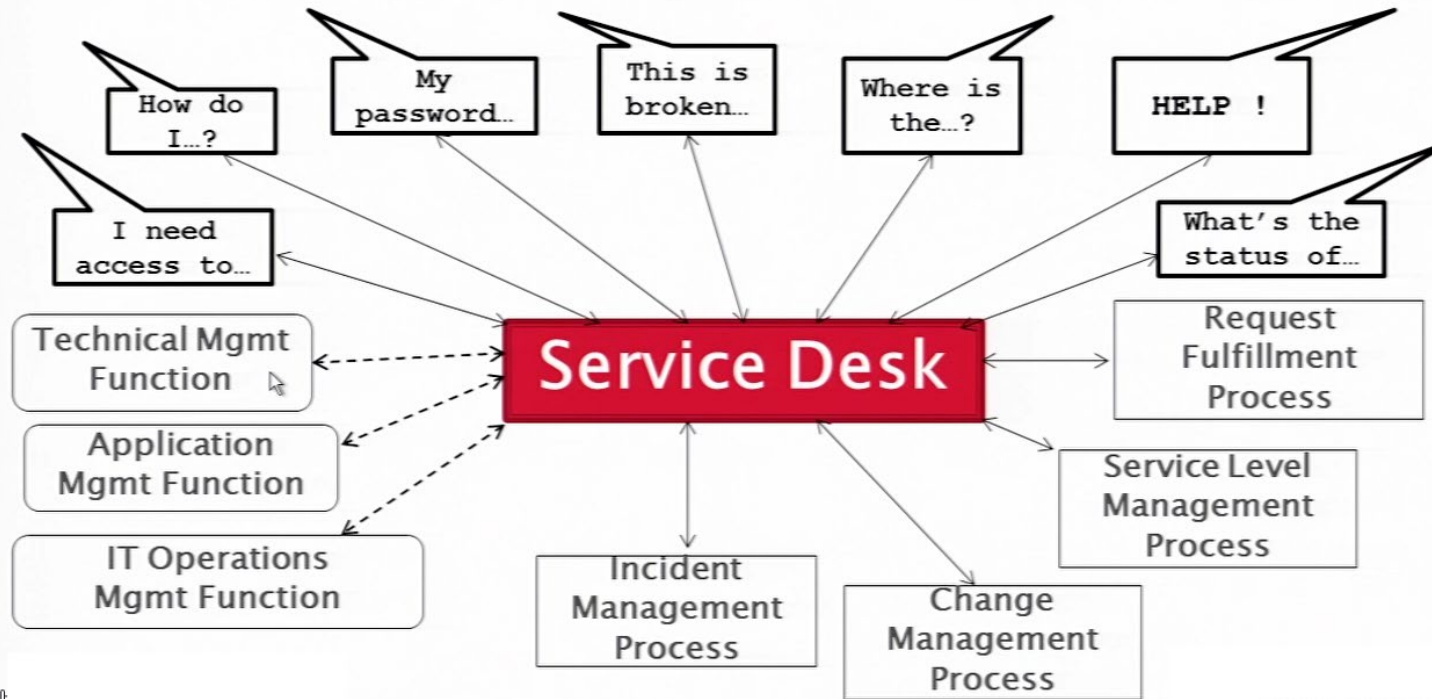 How do
I…?
My
password…
This is
broken…
Where is
the…?
HELP !
I need
access to…
What's the
status of…
Technical Mgmt
Function
Service Desk
Request
Fulfillment
Process
Application
Mgmt Function
Service Level
Management
Process
IT Operations
Mgmt Function
Incident
Management
Process
Change
Management
Process